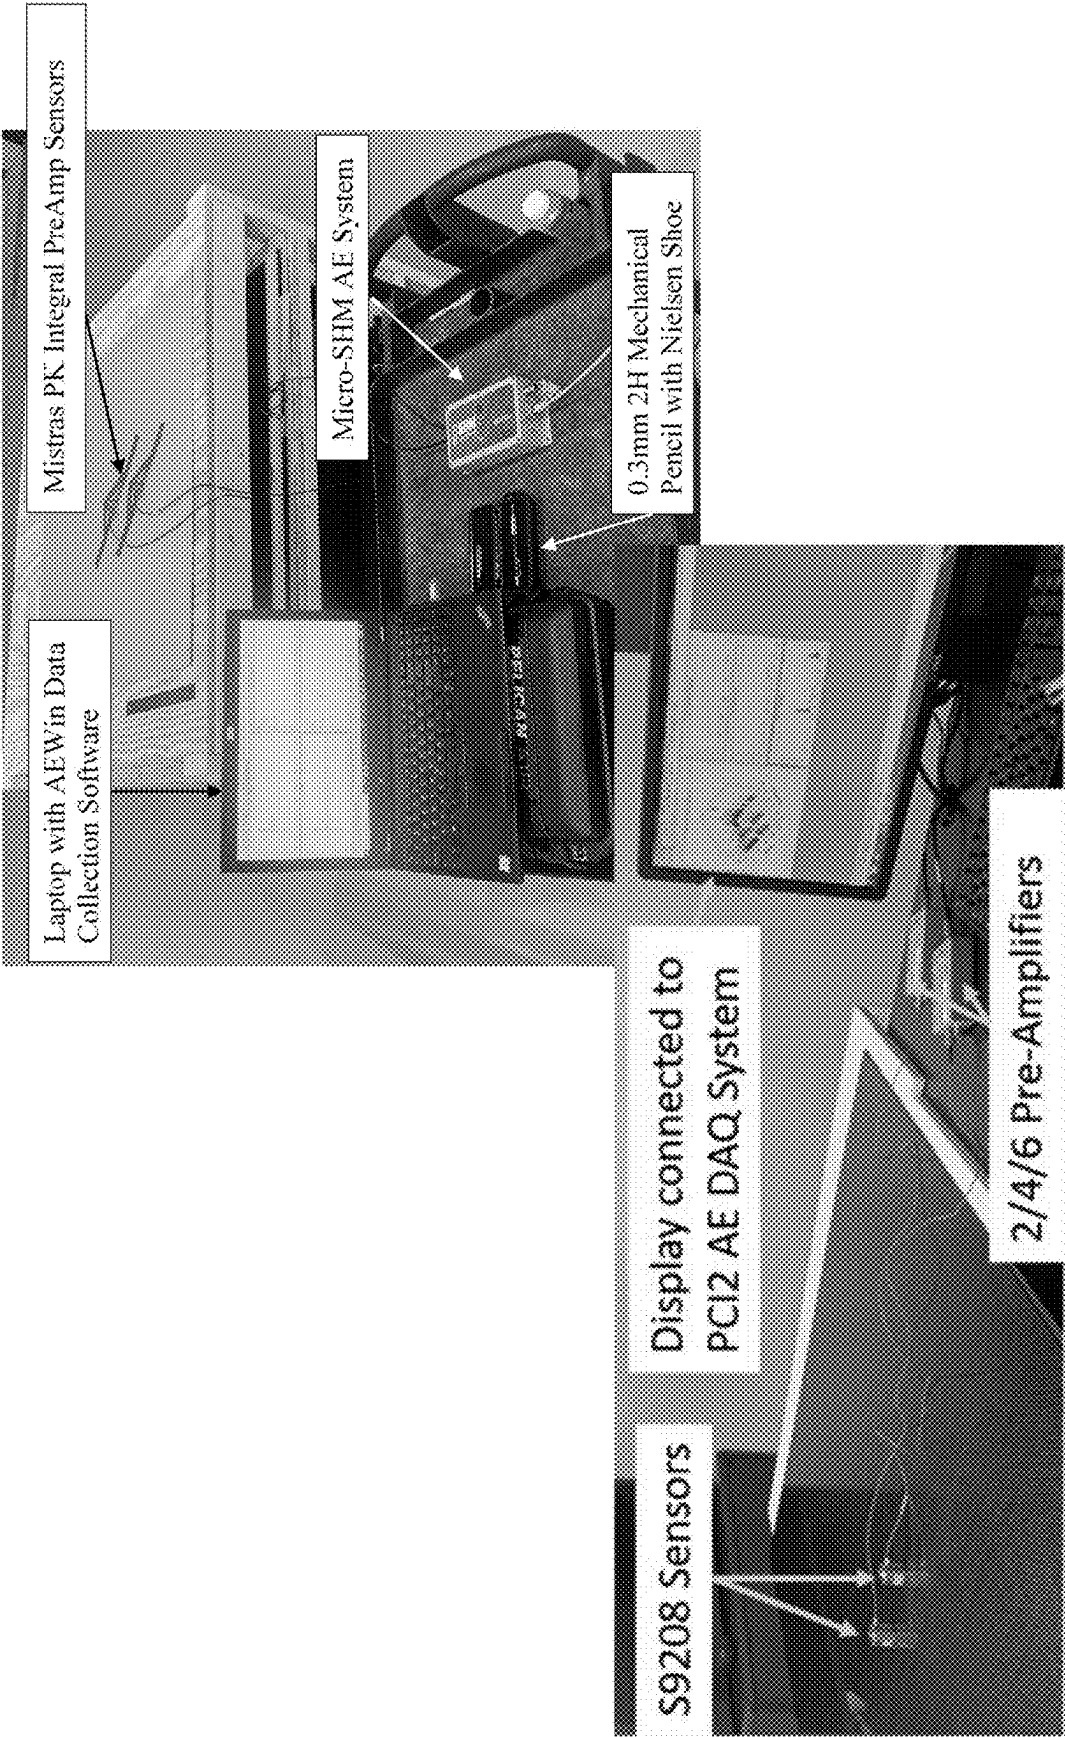 Laptop with AEWin Data
Collection Software
Mistras PK Integral PreAmp Sensors
Micro-SHM AE System
0.3mm 2H Mechanical
Pencil with Nielsen Shoe
S9208 Sensors
Display connected to
PCI2 AE DAQ System
2/4/6 Pre-Amplifiers